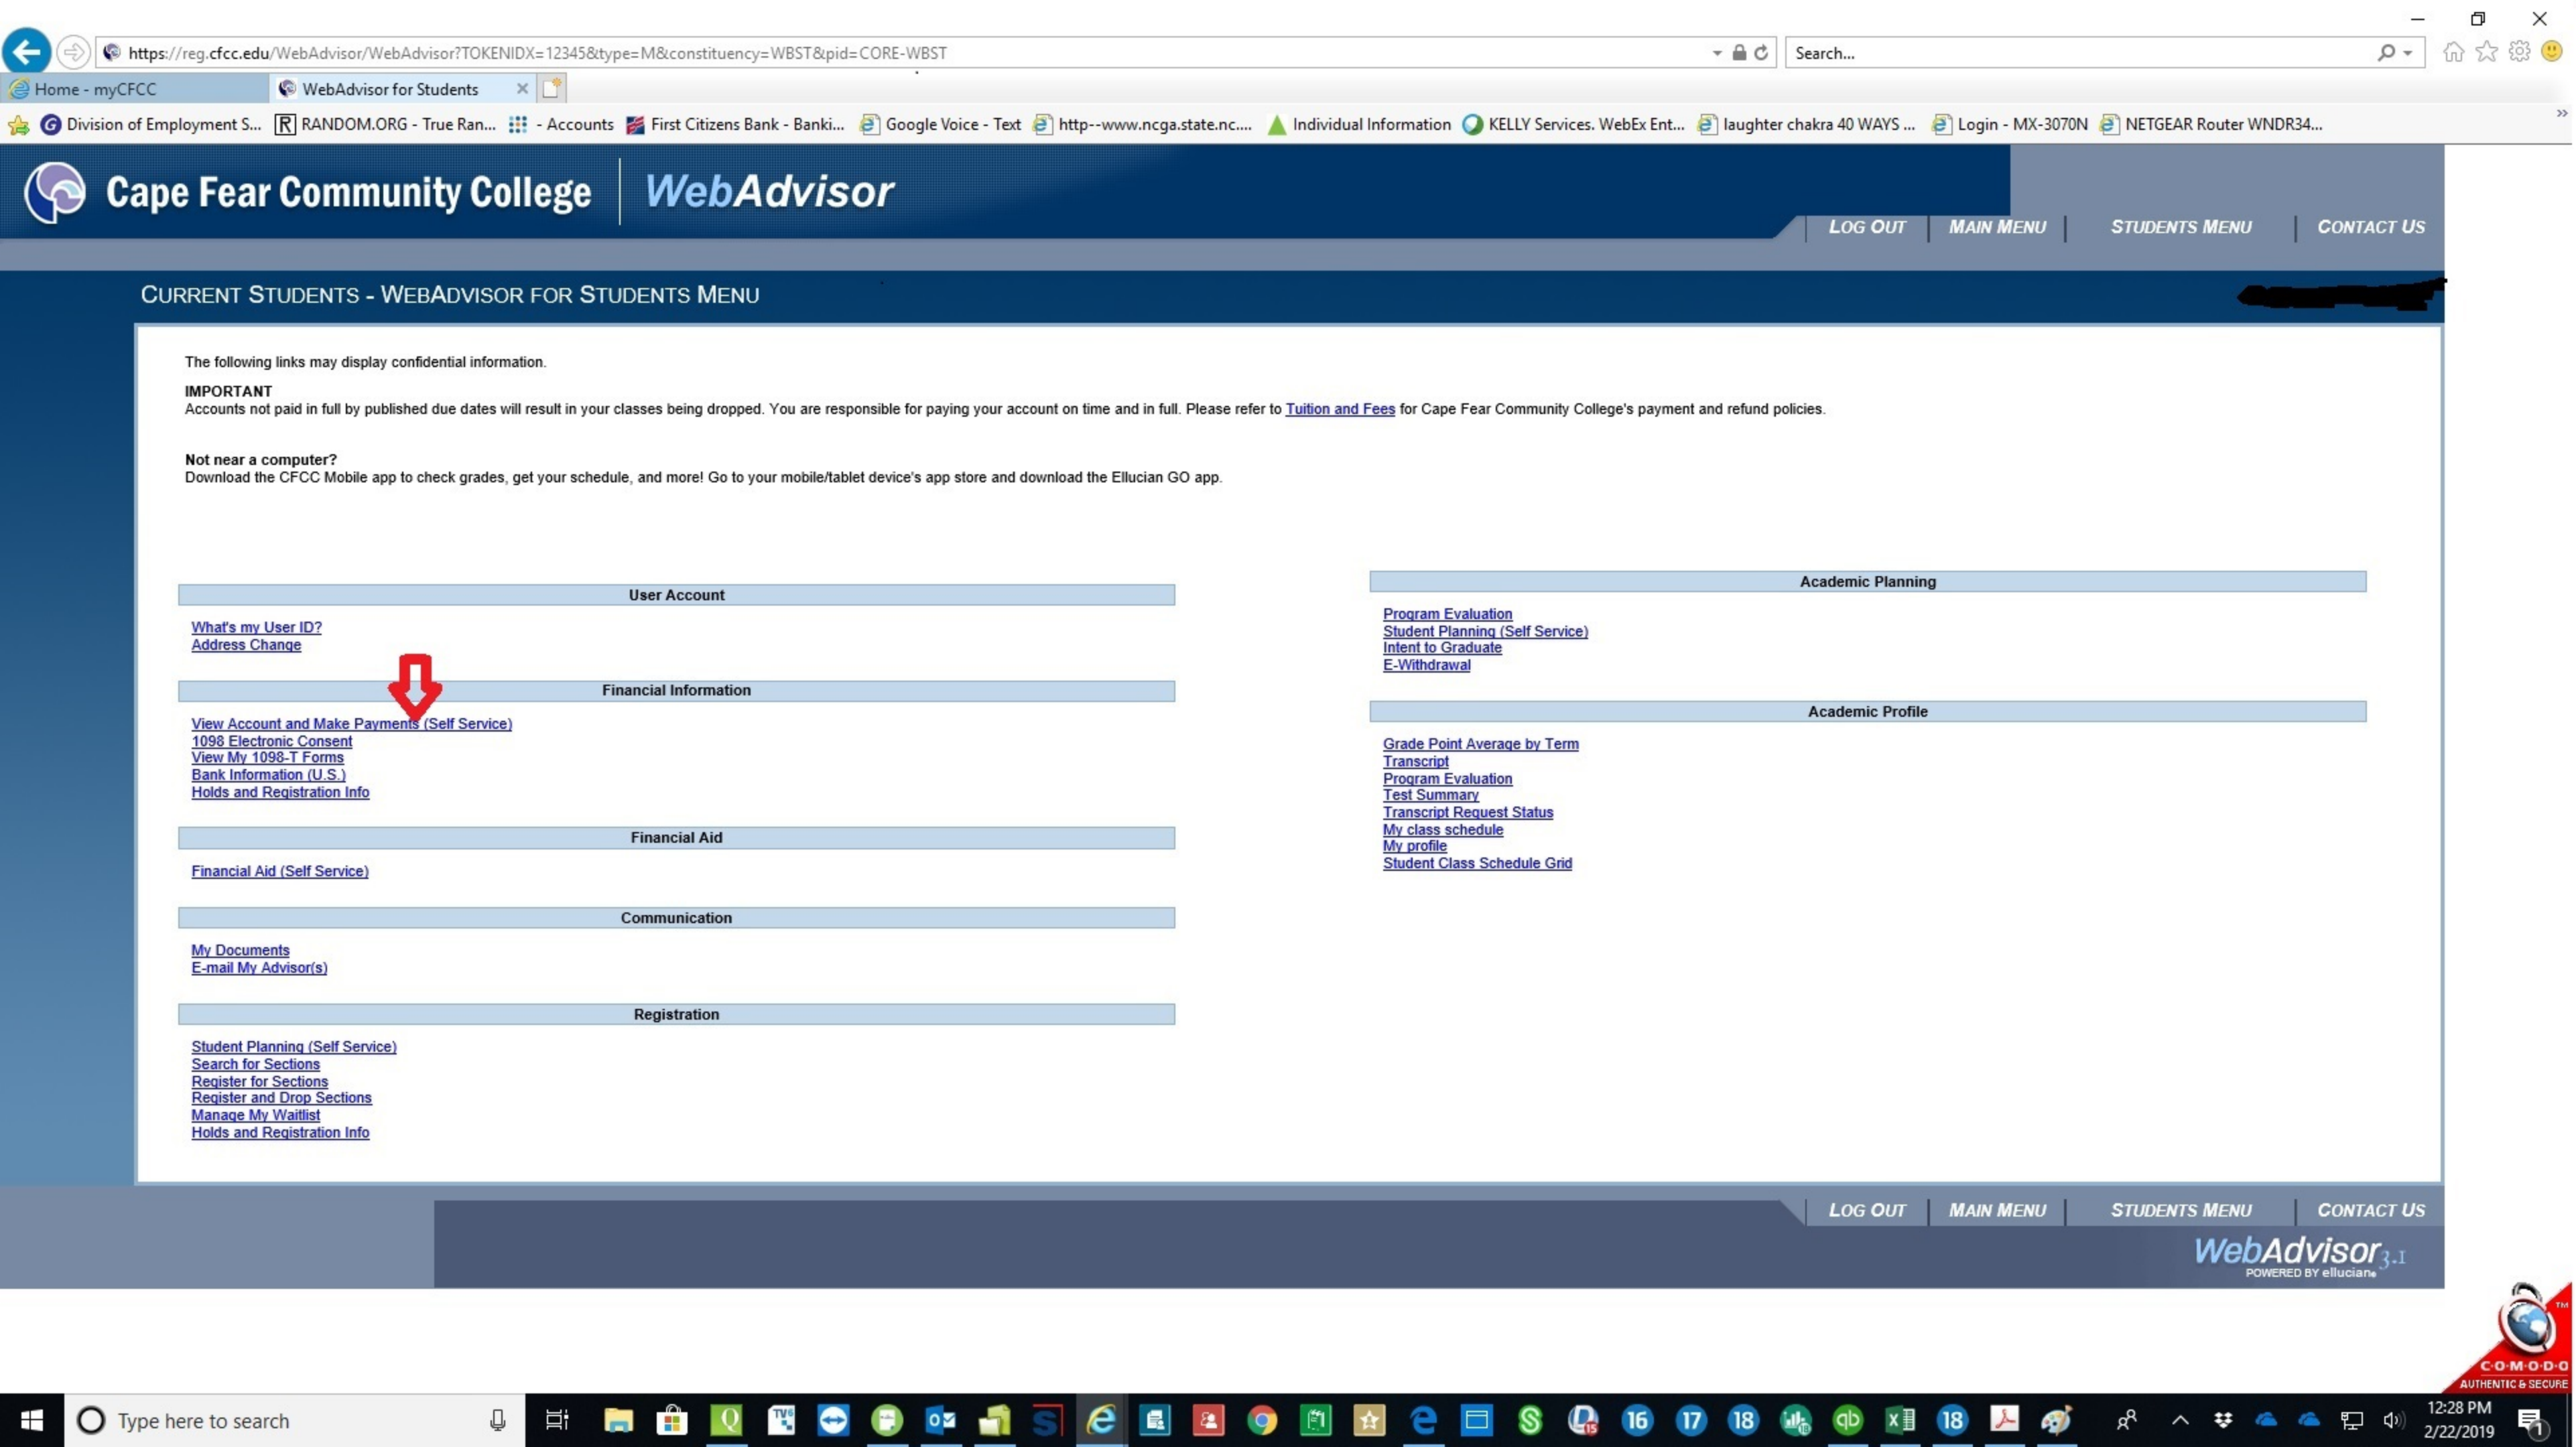 https://reg.cfcc.edu/WebAdvisor/WebAdvisor?TOKENIDX=12345&type=M&constituency=WBST&pid=CORE-WBST
Search...
Home - myCFCC
WebAdvisor for Students
Division of Employment S...
RANDOM.ORG - True Ran...
- Accounts
First Citizens Bank - Banki...
Google Voice - Text
http--www.ncga.state.nc....
Individual Information
KELLY Services. WebEx Ent...
laughter chakra 40 WAYS ...
Login - MX-3070N
NETGEAR Router WNDR34...
Cape Fear Community College
WebAdvisor
LOG OUT
MAIN MENU
STUDENTS MENU
CONTACT US
CURRENT STUDENTS - WEBADVISOR FOR STUDENTS MENU
The following links may display confidential information.
IMPORTANT
Accounts not paid in full by published due dates will result in your classes being dropped. You are responsible for paying your account on time and in full. Please refer to Tuition and Fees for Cape Fear Community College's payment and refund policies.
Not near a computer?
Download the CFCC Mobile app to check grades, get your schedule, and more! Go to your mobile/tablet device's app store and download the Ellucian GO app.
User Account
What's my User ID?
Address Change
Financial Information
View Account and Make Payments (Self Service)
1098 Electronic Consent
View My 1098-T Forms
Bank Information (U.S.)
Holds and Registration Info
Financial Aid
Financial Aid (Self Service)
Communication
My Documents
E-mail My Advisor(s)
Registration
Student Planning (Self Service)
Search for Sections
Register for Sections
Register and Drop Sections
Manage My Waitlist
Holds and Registration Info
Academic Planning
Program Evaluation
Student Planning (Self Service)
Intent to Graduate
E-Withdrawal
Academic Profile
Grade Point Average by Term
Transcript
Program Evaluation
Test Summary
Transcript Request Status
My class schedule
My profile
Student Class Schedule Grid
LOG OUT
MAIN MENU
STUDENTS MENU
CONTACT US
WebAdvisor 3.1
POWERED BY ellucian
TM
C·O·M·O·D·O
AUTHENTIC & SECURE
Type here to search
16
17
18
qb
18
12:28 PM
2/22/2019
1